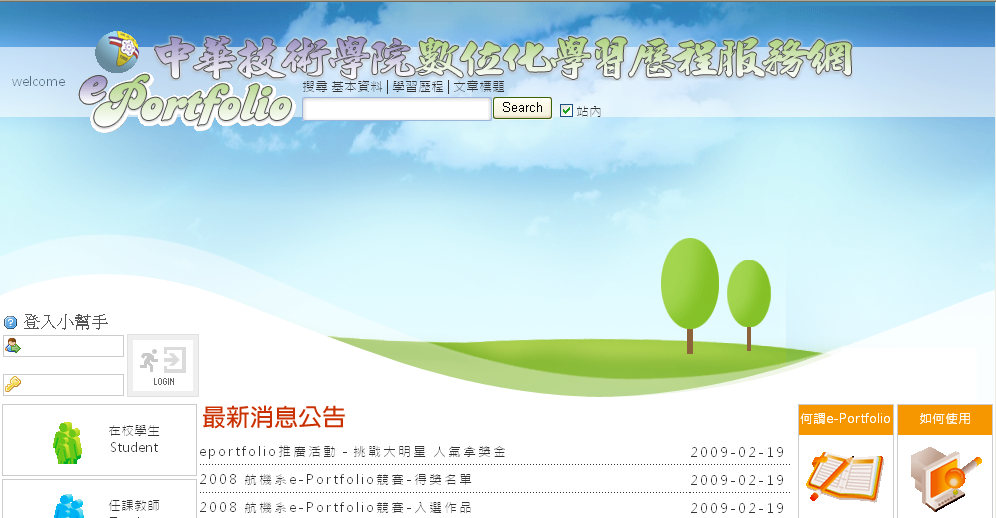 中華技術學院數位化學習歷程服務網
welcome
ePortfolio
搜尋 基本資料 | 學習歷程 | 文章標題
Search
站內
登入小幫手
LOGIN
在校學生
Student
任課教師
最新消息公告
eportfolio推廣活動 - 挑戰大明星 人氣拿獎金 2009-02-19
2008 航機系e-Portfolio競賽-得獎名單 2009-02-19
2008 航機系e-Portfolio競賽-入選作品 2009-02-19
何謂e-Portfolio
如何使用